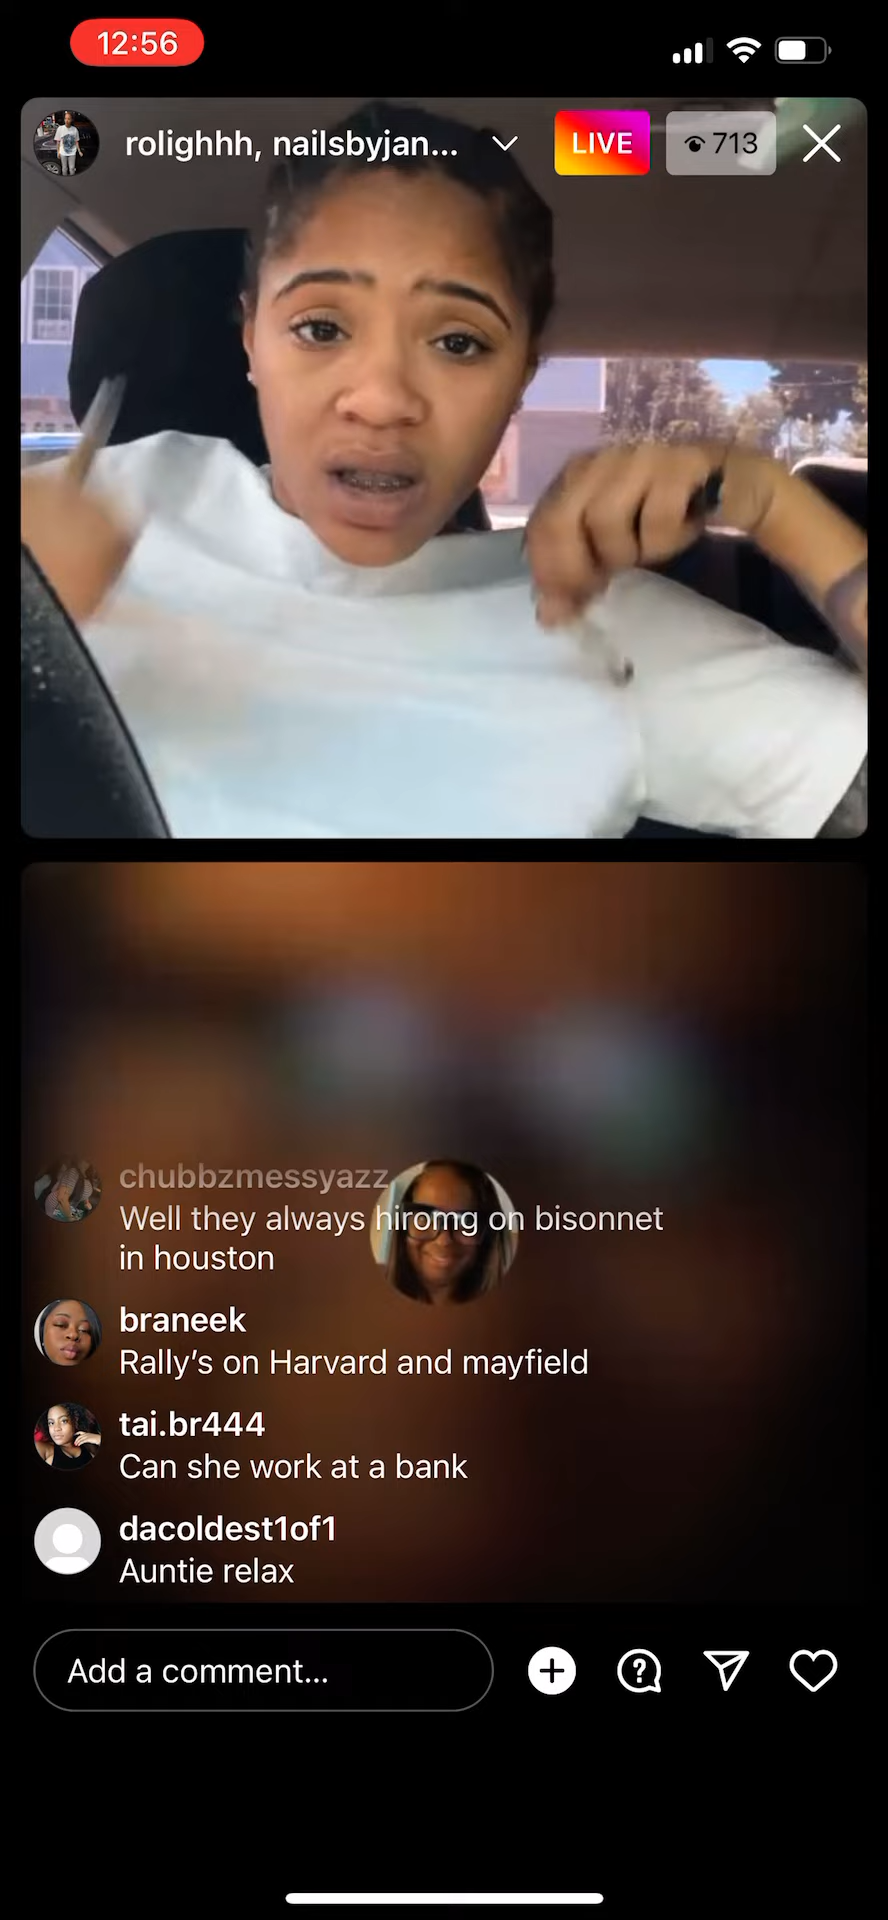 12:56
rolighhh, nailsbyjan...
LIVE
713
chubbzmessyazz
Well they always hiromg on bisonnet
in houston
braneek
Rally’s on Harvard and mayfield
tai.br444
Can she work at a bank
dacoldest1of1
Auntie relax
Add a comment...